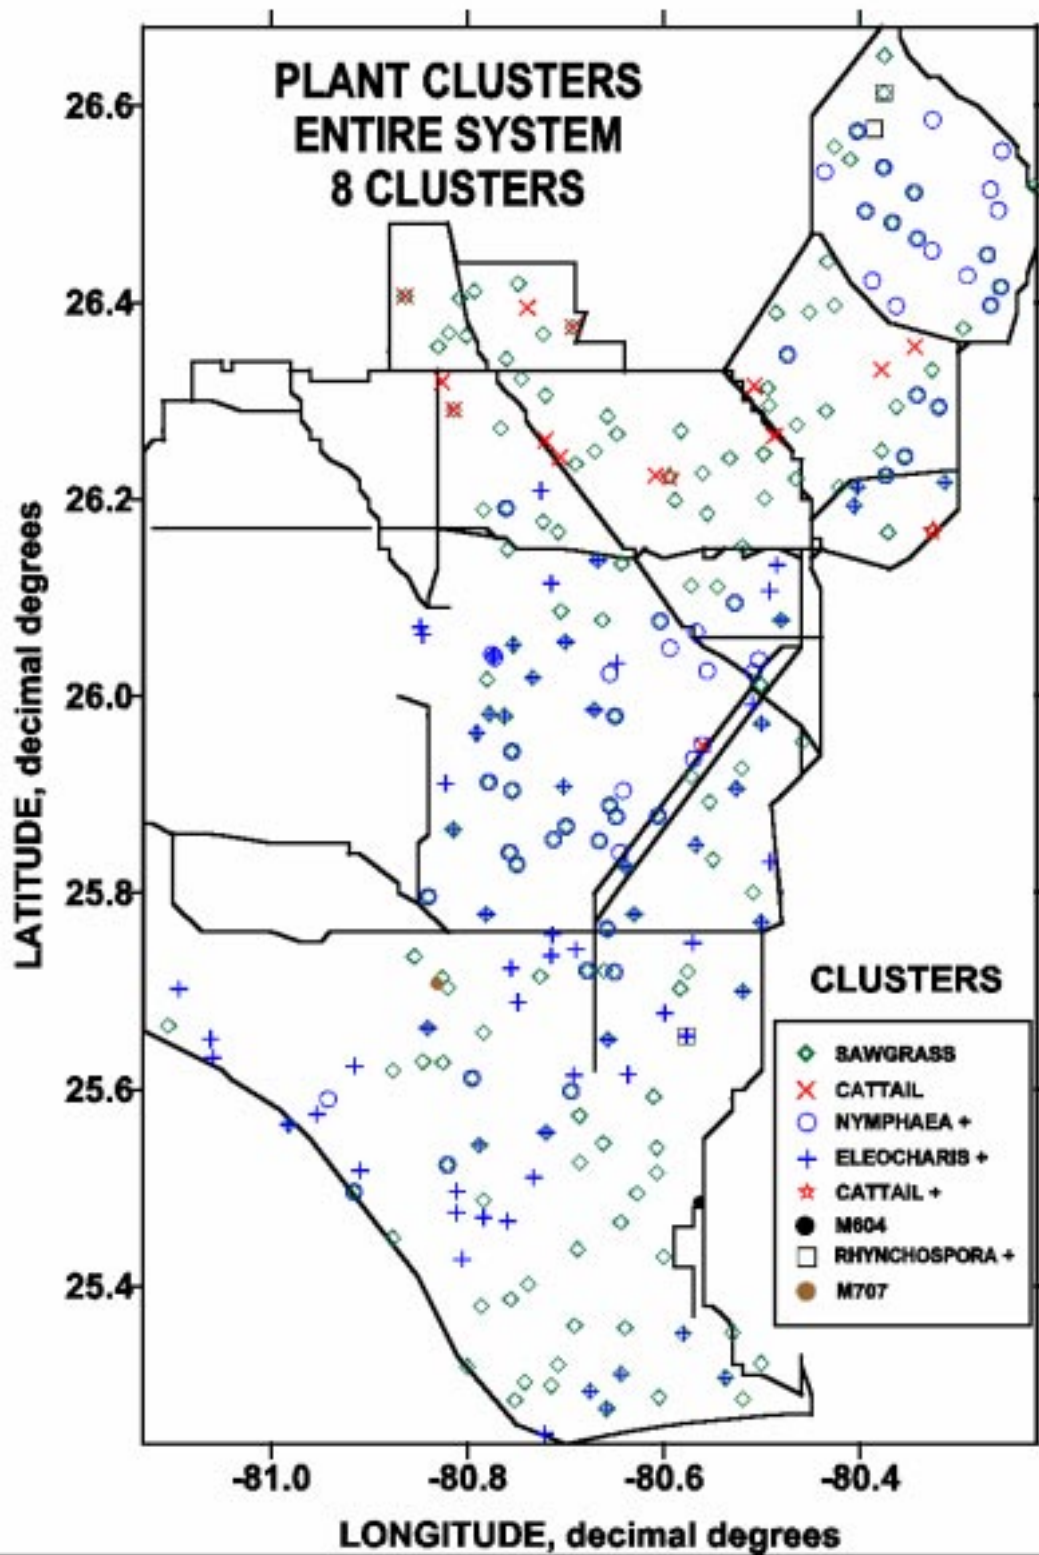 PLANT CLUSTERS
ENTIRE SYSTEM
8 CLUSTERS
26.6
26.4
26.2
26.0
25.8
25.6
25.4
LATITUDE, decimal degrees
CLUSTERS
SAWGRASS
CATTAIL
NYMPHAEA +
ELEOCHARIS +
CATTAIL +
M604
RHYNCHOSPORA +
M707
-81.0 -80.8 -80.6 -80.4
LONGITUDE, decimal degrees